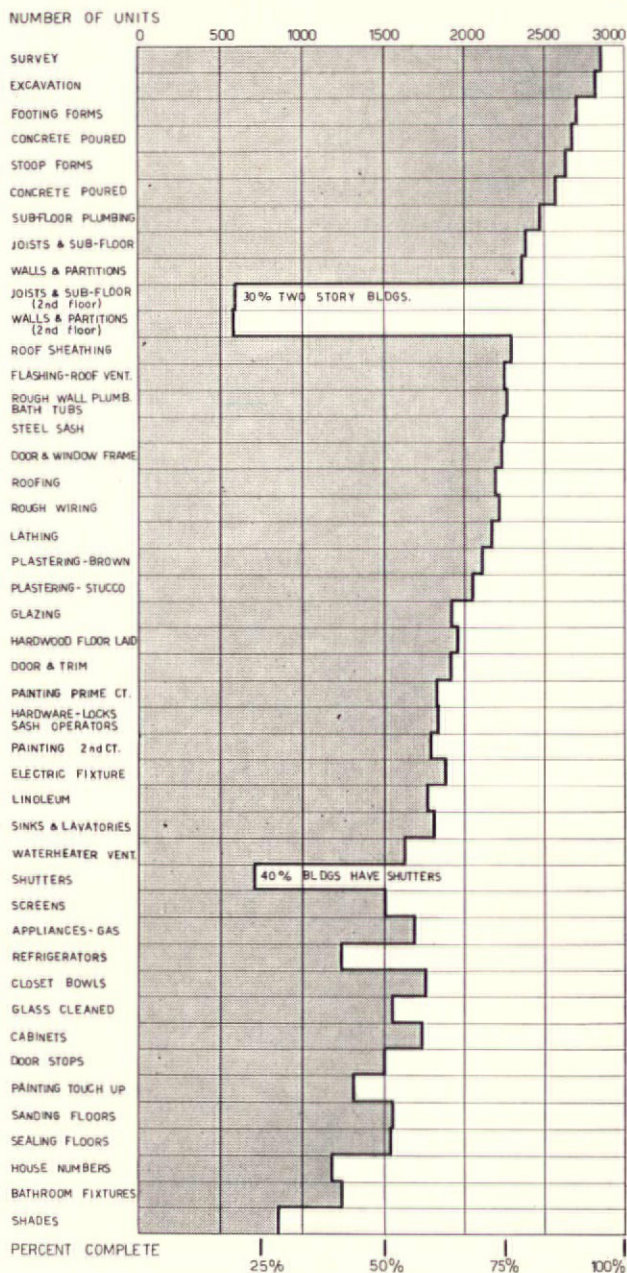 NUMBER OF UNITS
0 500 1000 1500 2000 2500 3000
SURVEY
EXCAVATION
FOOTING FORMS
CONCRETE POURED
STOOP FORMS
CONCRETE POURED
SUB-FLOOR PLUMBING
JOISTS & SUB-FLOOR
WALLS & PARTITIONS
JOISTS & SUB-FLOOR 30% TWO STORY BLDGS.
(2nd floor)
WALLS & PARTITIONS
(2nd floor)
ROOF SHEATHING
FLASHING-ROOF VENT.
ROUGH WALL PLUMB.
BATH TUBS
STEEL SASH
DOOR & WINDOW FRAME
ROOFING
ROUGH WIRING
LATHING
PLASTERING-BROWN
PLASTERING-STUCCO
GLAZING
HARDWOOD FLOOR LAID
DOOR & TRIM
PAINTING PRIME CT.
HARDWARE-LOCKS
SASH OPERATORS
PAINTING 2nd CT.
ELECTRIC FIXTURE
LINOLEUM
SINKS & LAVATORIES
WATERHEATER VENT.
SHUTTERS 40% BLDGS HAVE SHUTTERS
SCREENS
APPLIANCES-GAS
REFRIGERATORS
CLOSET BOWLS
GLASS CLEANED
CABINETS
DOOR STOPS
PAINTING TOUCH UP
SANDING FLOORS
SEALING FLOORS
HOUSE NUMBERS
BATHROOM FIXTURES
SHADES
PERCENT COMPLETE
25% 50% 75% 100%